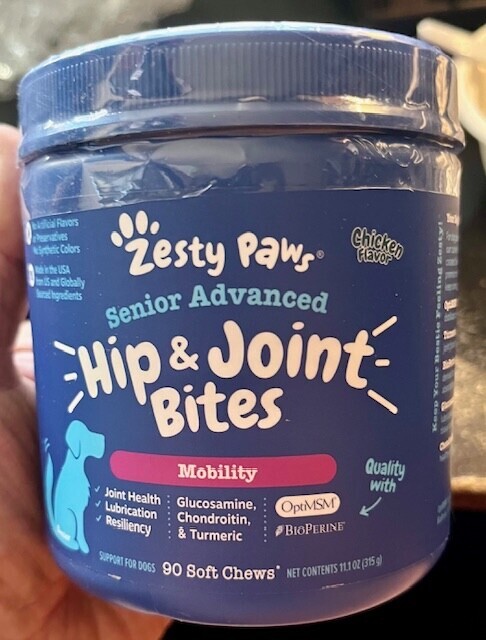 No Artificial Flavors
or Preservatives
No Synthetic Colors
Made in the USA
from US and Globally
Sourced Ingredients
Zesty Paws®
Chicken
Flavor
Senior Advanced
Hip & Joint
Bites
Mobility
Joint Health
Lubrication
Resiliency
Glucosamine,
Chondroitin,
& Turmeric
Quality
with
OptiMSM
BIOPERINE
SUPPORT FOR DOGS
90 Soft Chews*
NET CONTENTS 11.1 OZ (315 g)
Keep Your Bestie Feeling Zesty!